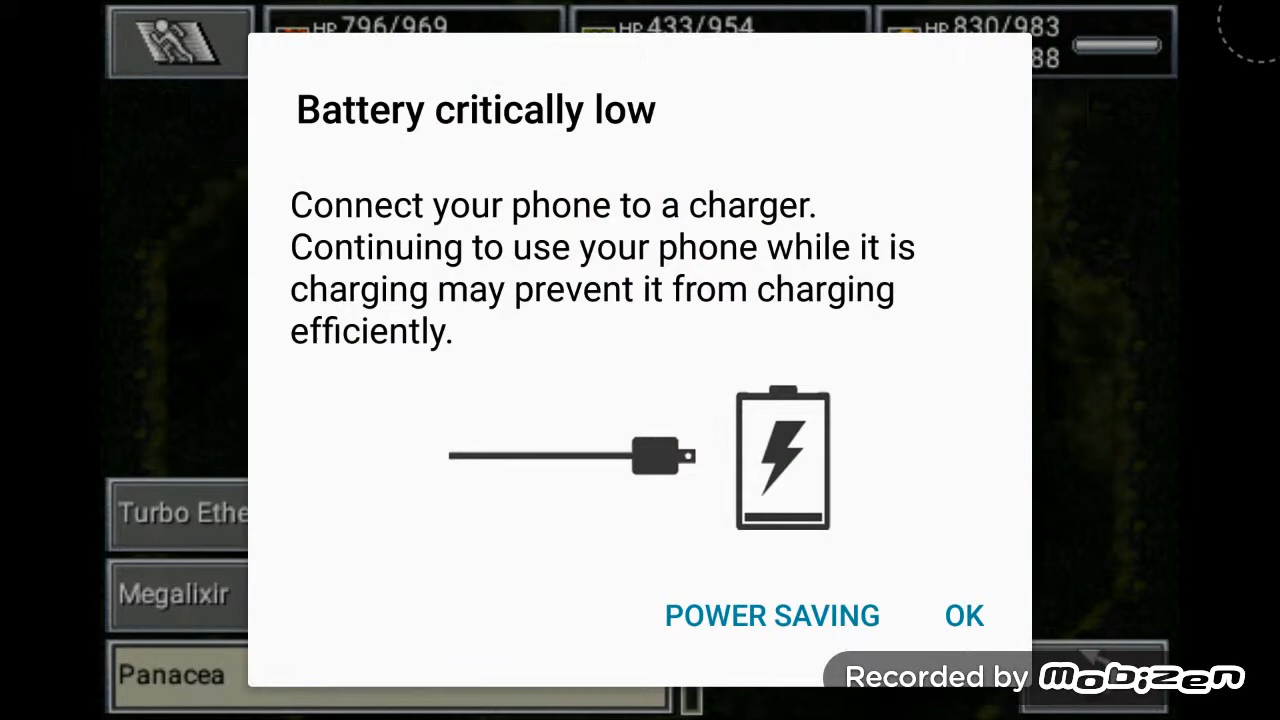 HP 796/969
HP 433/954
HP 830/983
88
Battery critically low
Connect your phone to a charger.
Continuing to use your phone while it is
charging may prevent it from charging
efficiently.
Turbo Ethe
Megalixir
POWER SAVING OK
Panacea
Recorded by mobizen